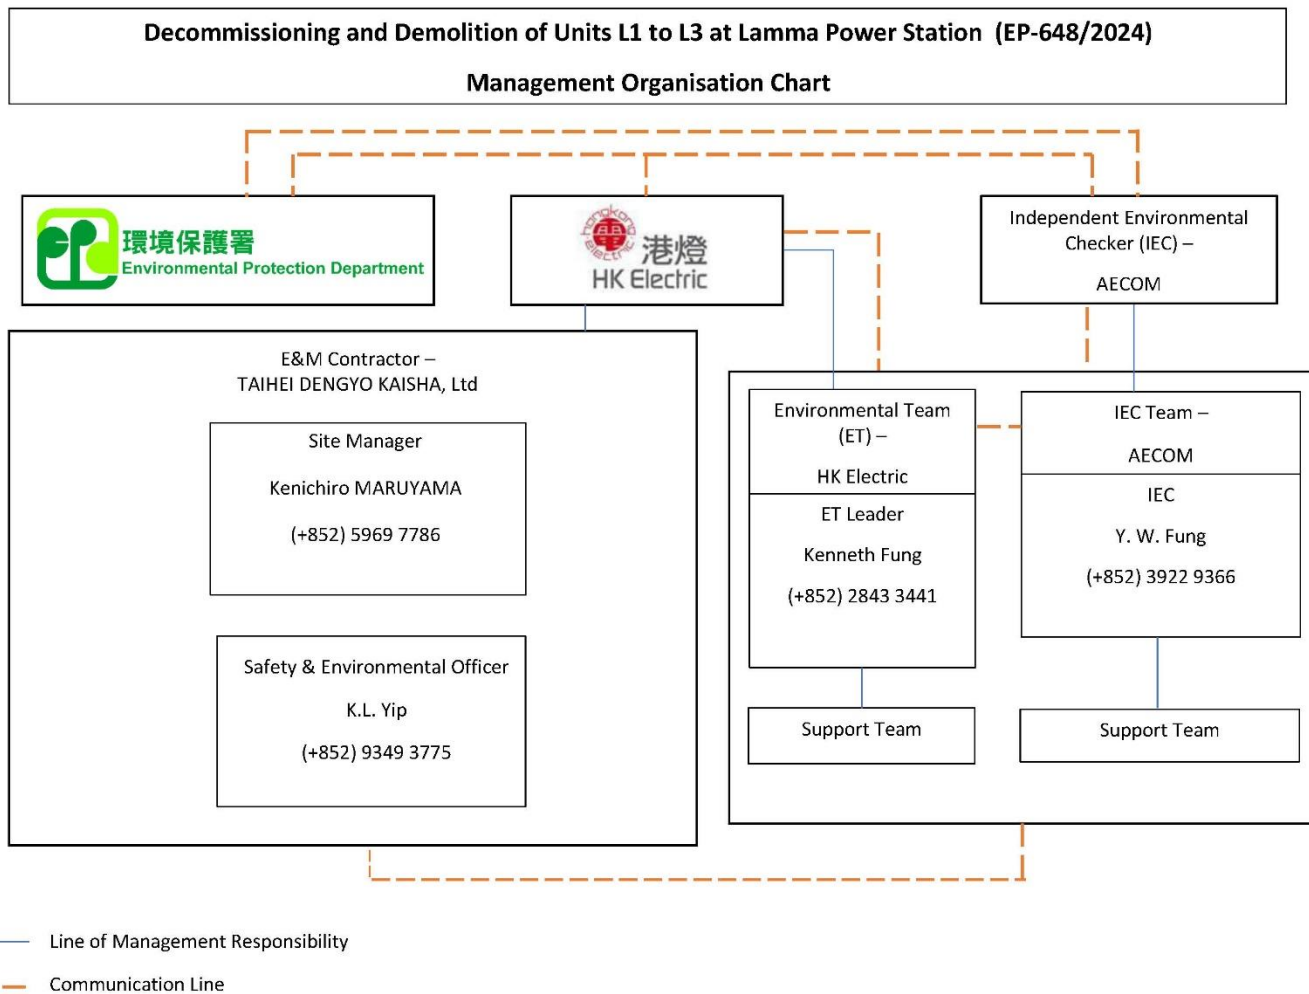 Decommissioning and Demolition of Units L1 to L3 at Lamma Power Station (EP-648/2024)
Management Organisation Chart
環境保護署
Environmental Protection Department
hongkong electric
電
港燈
HK Electric
Independent Environmental
Checker (IEC) –
AECOM
E&M Contractor –
TAIHEI DENGYO KAISHA, Ltd
Site Manager
Kenichiro MARUYAMA
(+852) 5969 7786
Safety & Environmental Officer
K.L. Yip
(+852) 9349 3775
Environmental Team
(ET) –
HK Electric
ET Leader
Kenneth Fung
(+852) 2843 3441
Support Team
IEC Team –
AECOM
IEC
Y. W. Fung
(+852) 3922 9366
Support Team
Line of Management Responsibility
Communication Line